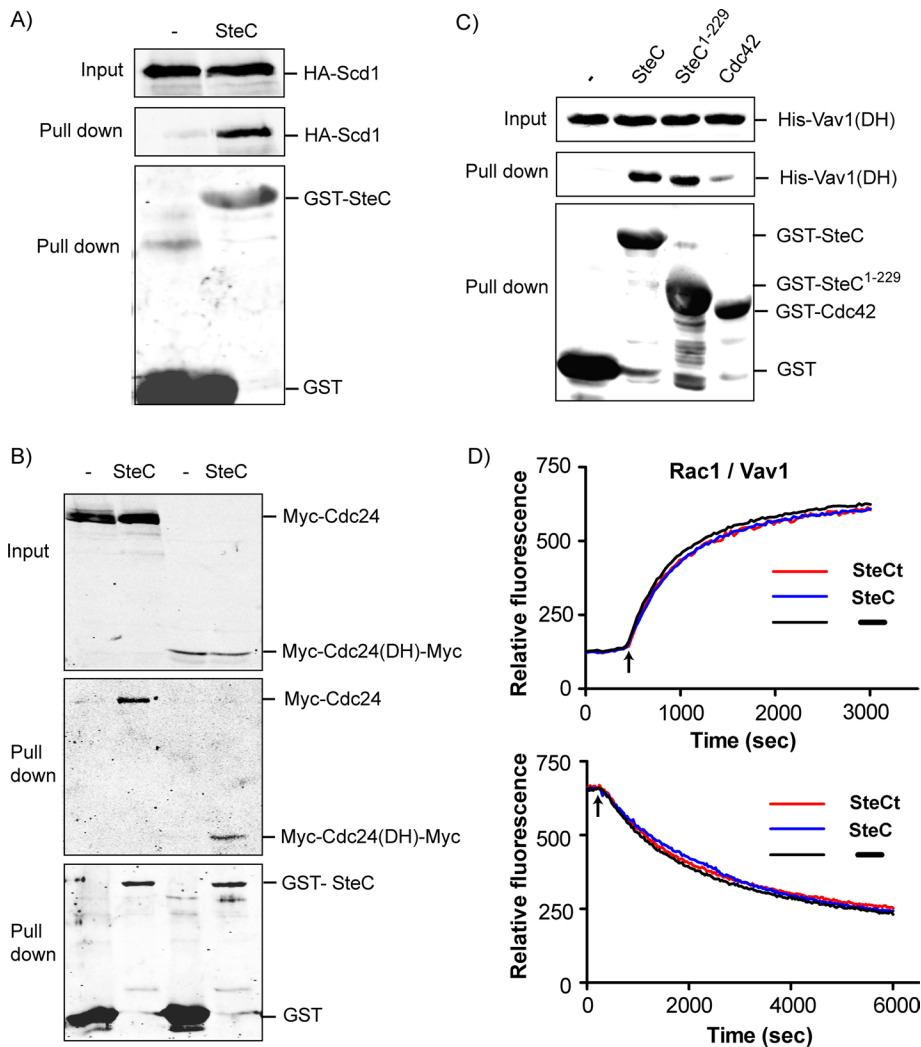 A)
- SteC
Input
HA-Scd1
Pull down
HA-Scd1
GST-SteC
Pull down
GST
B)
- SteC - SteC
Myc-Cdc24
Input
Myc-Cdc24(DH)-Myc
Myc-Cdc24
Pull down
Myc-Cdc24(DH)-Myc
GST- SteC
Pull down
GST
C)
- SteC SteC1-229 Cdc42
Input
His-Vav1(DH)
Pull down
His-Vav1(DH)
GST-SteC
GST-SteC1-229
Pull down
GST-Cdc42
GST
D)
Rac1 / Vav1
Relative fluorescence
750
500
250
0
SteCt
SteC
-
0 1000 2000 3000
Time (sec)
Relative fluorescence
750
500
250
0
SteCt
SteC
-
0 2000 4000 6000
Time (sec)